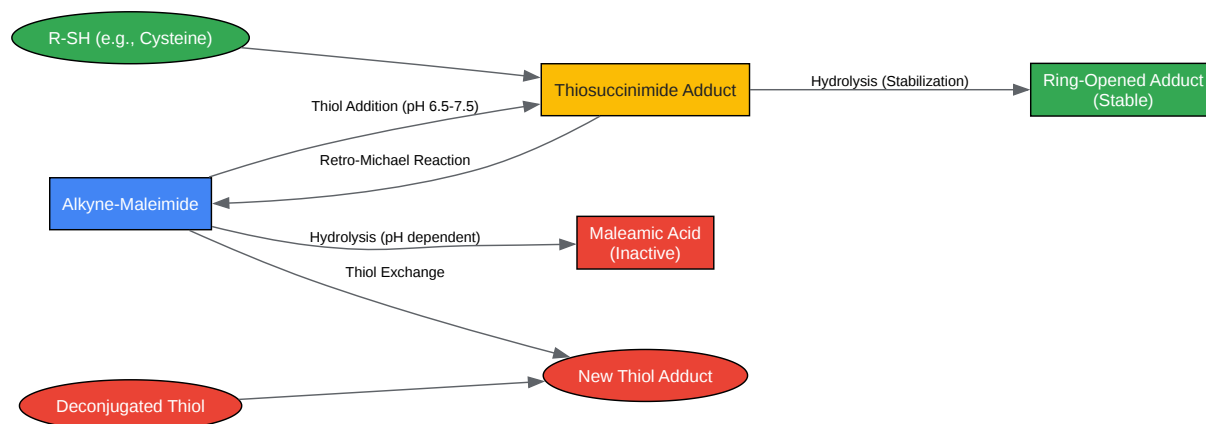 R-SH (e.g., Cysteine)
Thiosuccinimide Adduct
Hydrolysis (Stabilization)
Ring-Opened Adduct
(Stable)
Thiol Addition (pH 6.5-7.5)
Retro-Michael Reaction
Alkyne-Maleimide
Hydrolysis (pH dependent)
Maleamic Acid
(Inactive)
Thiol Exchange
New Thiol Adduct
Deconjugated Thiol